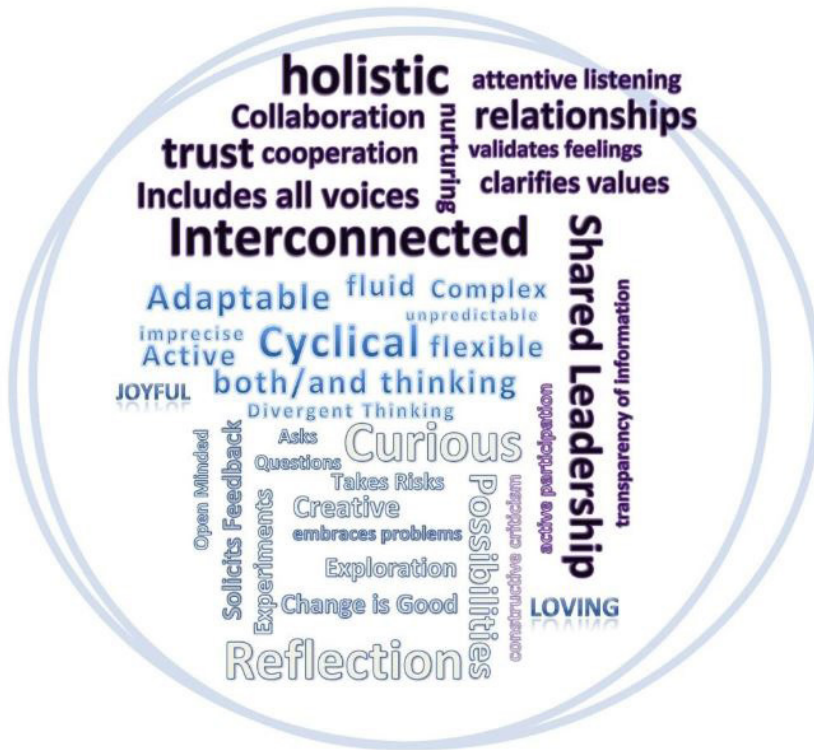 holistic
attentive listening
Collaboration
nurturing
relationships
trust
cooperation
validates feelings
Includes all voices
clarifies values
Interconnected
Shared Leadership
transparency of information
Adaptable
fluid
Complex
unpredictable
imprecise
Cyclical
flexible
Active
JOYFUL
both/and thinking
Divergent Thinking
active participation
Open Minded
Solicits Feedback
Asks
Questions
Curious
Takes Risks
Experiments
Creative
Possibilities
constructive criticism
embraces problems
Exploration
Change is Good
LOVING
Reflection